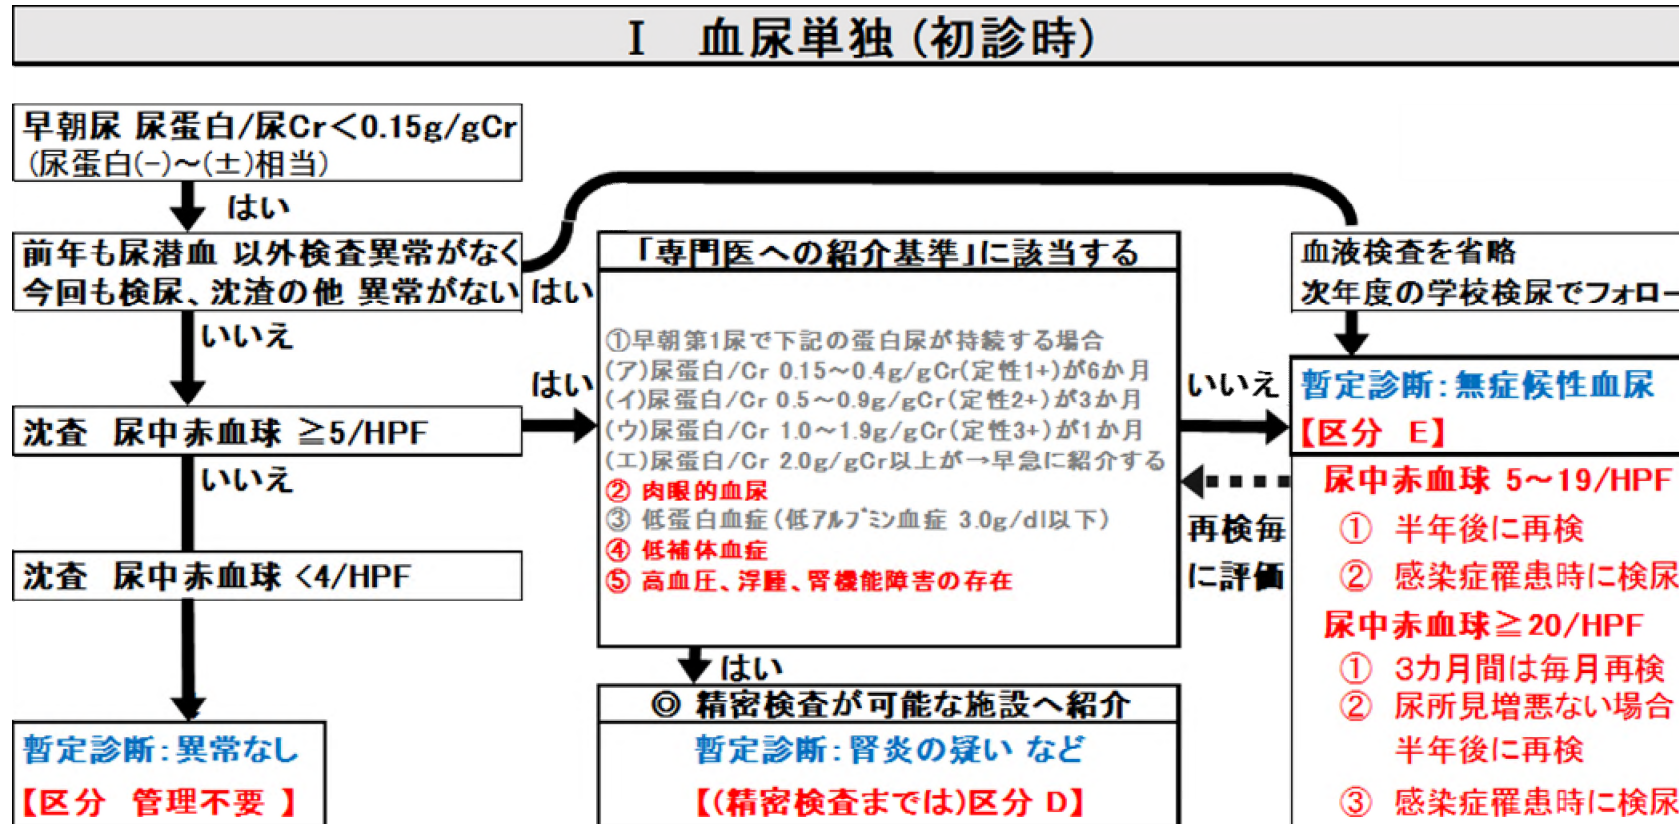 Ⅰ 血尿単独（初診時）
早朝尿 尿蛋白/尿Cr＜0.15g/gCr
（尿蛋白(−)～(±)相当）
はい
前年も尿潜血 以外検査異常がなく
今回も検尿、沈渣の他 異常がない
はい
いいえ
沈査 尿中赤血球 ≧5/HPF
はい
いいえ
沈査 尿中赤血球 <4/HPF
暫定診断：異常なし
【区分 管理不要 】
「専門医への紹介基準」に該当する
①早朝第1尿で下記の蛋白尿が持続する場合
(ア)尿蛋白/Cr 0.15～0.4g/gCr(定性1+)が6か月
(イ)尿蛋白/Cr 0.5～0.9g/gCr(定性2+)が3か月
(ウ)尿蛋白/Cr 1.0～1.9g/gCr(定性3+)が1か月
(エ)尿蛋白/Cr 2.0g/gCr以上が→早急に紹介する
② 肉眼的血尿
③ 低蛋白血症（低ｱﾙﾌﾞﾐﾝ血症 3.0g/dl以下）
④ 低補体血症
⑤ 高血圧、浮腫、腎機能障害の存在
はい
◎ 精密検査が可能な施設へ紹介
暫定診断：腎炎の疑い など
【(精密検査までは)区分 D】
いいえ
再検毎
に評価
血液検査を省略
次年度の学校検尿でフォロー
暫定診断：無症候性血尿
【区分 E】
尿中赤血球 5～19/HPF
① 半年後に再検
② 感染症罹患時に検尿
尿中赤血球≧20/HPF
① 3カ月間は毎月再検
② 尿所見増悪ない場合
半年後に再検
③ 感染症罹患時に検尿